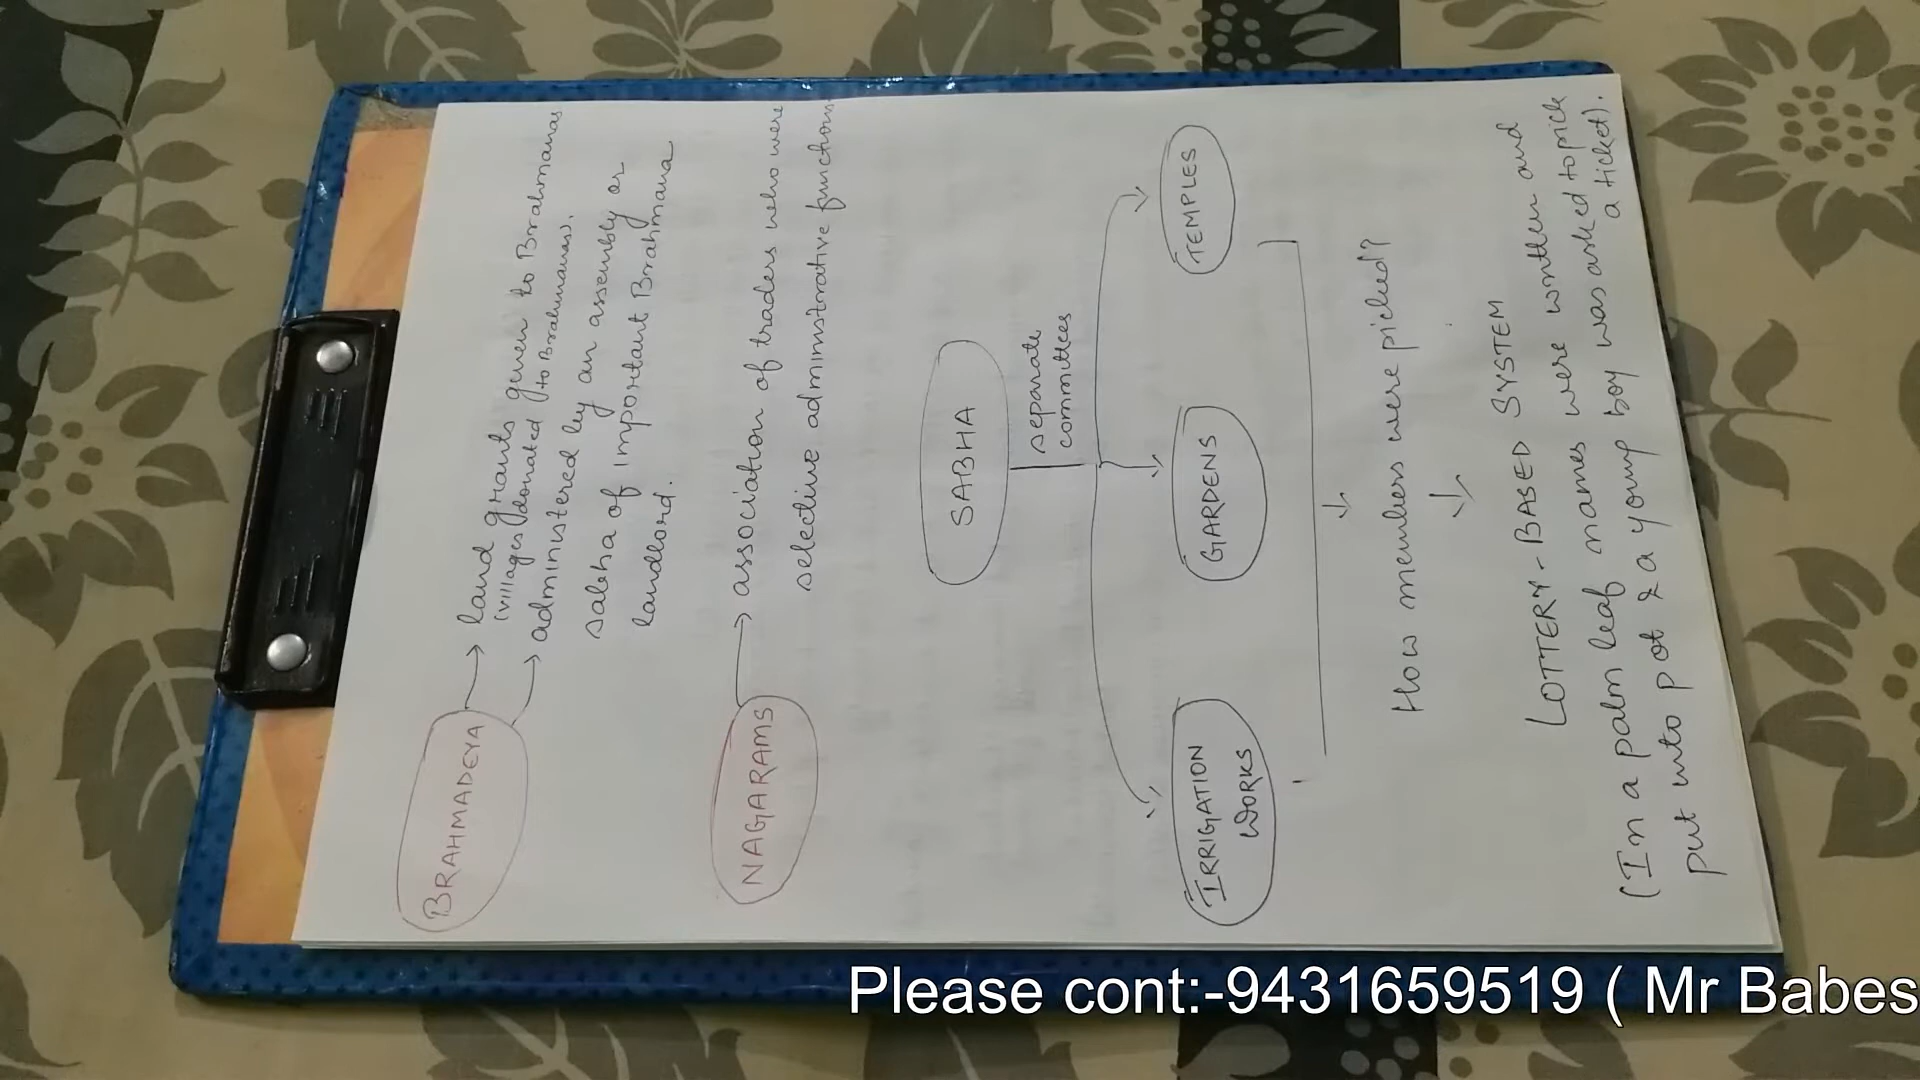 BRAHMADEYA
→ land grants given to Brahmanas
(villages donated to Brahmanas).
→ administered by an assembly or
sabha of important Brahmana
landlord.
NAGARAMS
→ association of traders who were
selective administrative functions
SABHA
separate
committees
IRRIGATION
WORKS
GARDENS
TEMPLES
How members were picked?
LOTTERY-BASED SYSTEM
(In a palm leaf names were written and
put into pot & a young boy was asked to pick
a ticket).
Please cont:-9431659519 ( Mr Babes